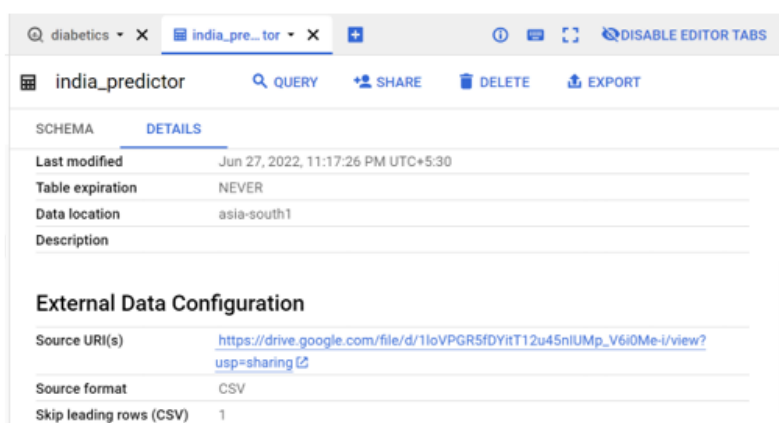 diabetics
india_pre... tor
DISABLE EDITOR TABS
india_predictor
QUERY
SHARE
DELETE
EXPORT
SCHEMA
DETAILS
Last modified Jun 27, 2022, 11:17:26 PM UTC+5:30
Table expiration NEVER
Data location asia-south1
Description
External Data Configuration
Source URI(s) https://drive.google.com/file/d/1IoVPGR5fDYitT12u45nIUMp_V6i0Me-i/view?
usp=sharing
Source format CSV
Skip leading rows (CSV) 1